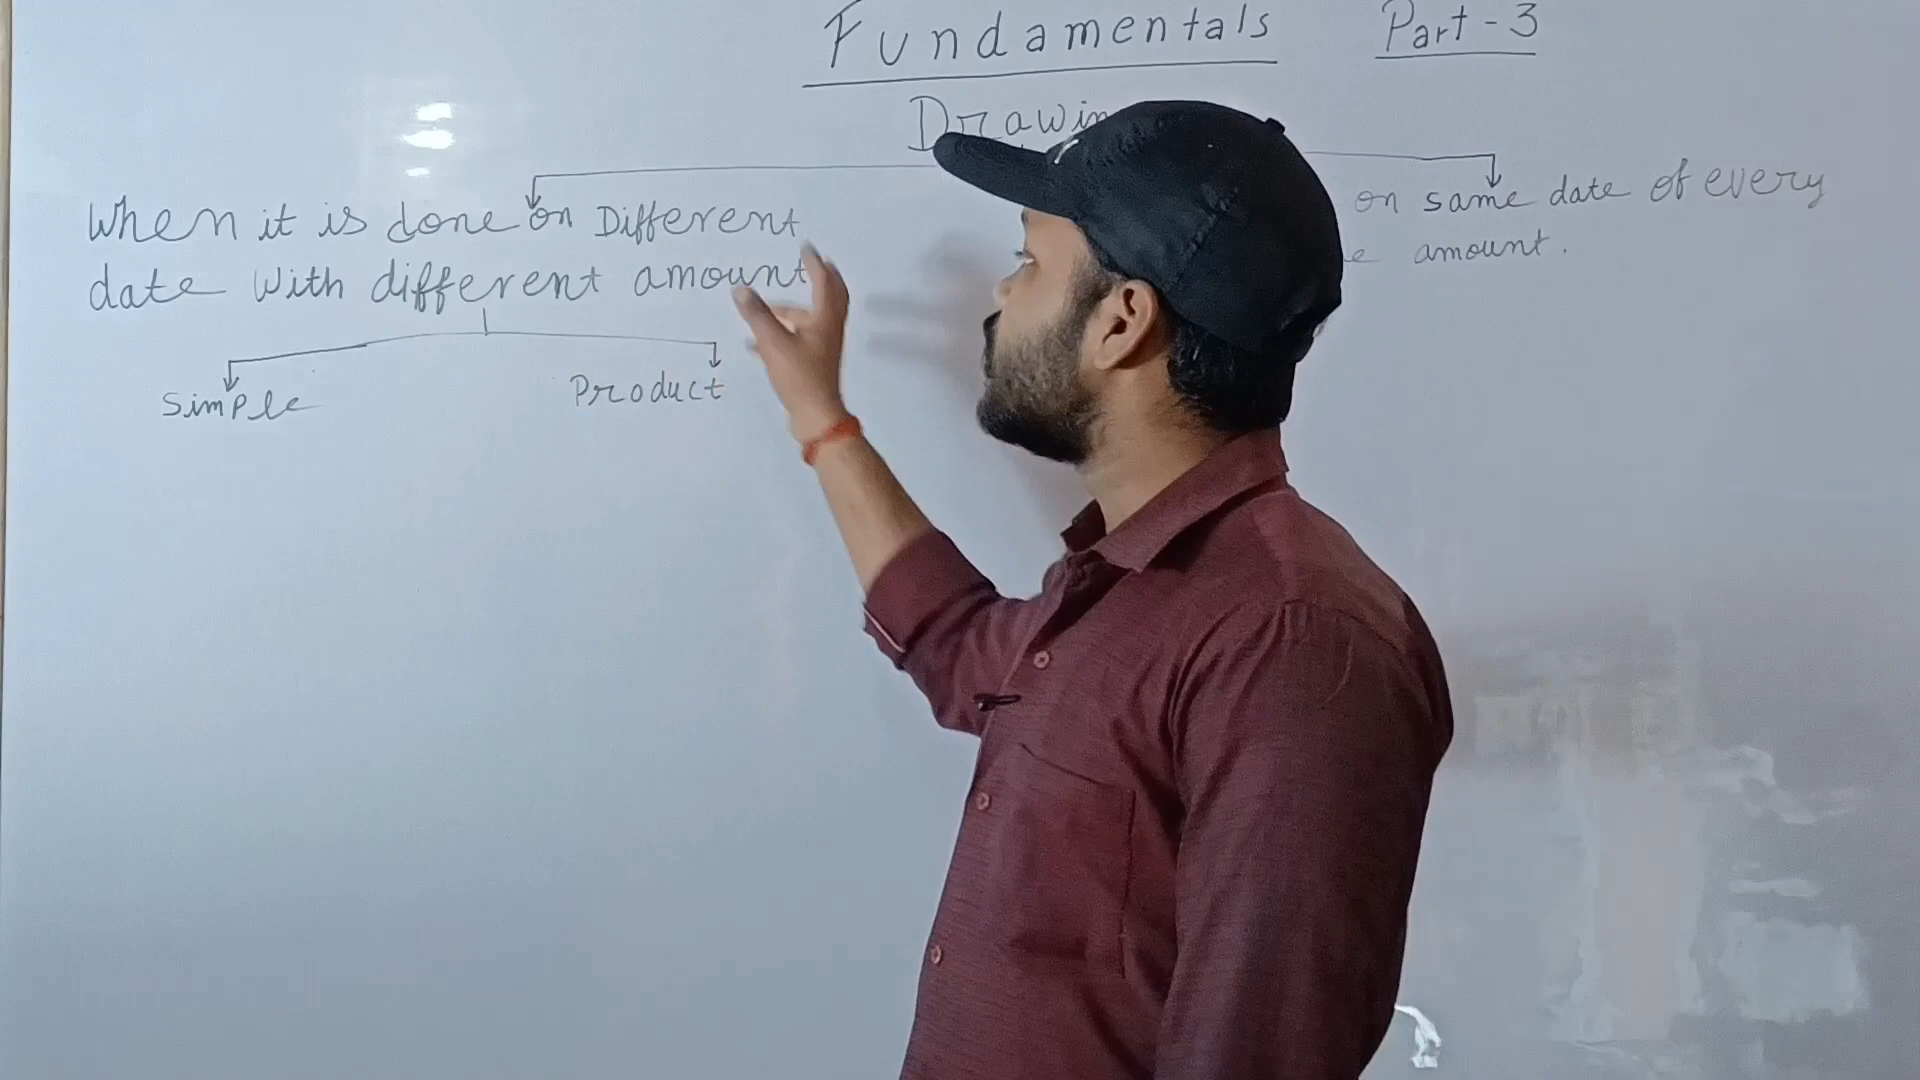 Fundamentals Part-3
Drawin
When it is done on Different
date with different amount
on same date of every
amount.
Simple
Product